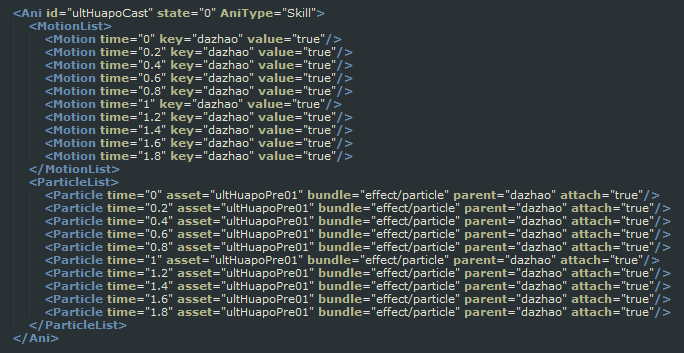 <Ani id="ultHuapoCast" state="0" AniType="Skill">
<MotionList>
<Motion time="0" key="dazhao" value="true"/>
<Motion time="0.2" key="dazhao" value="true"/>
<Motion time="0.4" key="dazhao" value="true"/>
<Motion time="0.6" key="dazhao" value="true"/>
<Motion time="0.8" key="dazhao" value="true"/>
<Motion time="1" key="dazhao" value="true"/>
<Motion time="1.2" key="dazhao" value="true"/>
<Motion time="1.4" key="dazhao" value="true"/>
<Motion time="1.6" key="dazhao" value="true"/>
<Motion time="1.8" key="dazhao" value="true"/>
</MotionList>
<ParticleList>
<Particle time="0" asset="ultHuapoPre01" bundle="effect/particle" parent="dazhao" attach="true"/>
<Particle time="0.2" asset="ultHuapoPre01" bundle="effect/particle" parent="dazhao" attach="true"/>
<Particle time="0.4" asset="ultHuapoPre01" bundle="effect/particle" parent="dazhao" attach="true"/>
<Particle time="0.6" asset="ultHuapoPre01" bundle="effect/particle" parent="dazhao" attach="true"/>
<Particle time="0.8" asset="ultHuapoPre01" bundle="effect/particle" parent="dazhao" attach="true"/>
<Particle time="1" asset="ultHuapoPre01" bundle="effect/particle" parent="dazhao" attach="true"/>
<Particle time="1.2" asset="ultHuapoPre01" bundle="effect/particle" parent="dazhao" attach="true"/>
<Particle time="1.4" asset="ultHuapoPre01" bundle="effect/particle" parent="dazhao" attach="true"/>
<Particle time="1.6" asset="ultHuapoPre01" bundle="effect/particle" parent="dazhao" attach="true"/>
<Particle time="1.8" asset="ultHuapoPre01" bundle="effect/particle" parent="dazhao" attach="true"/>
</ParticleList>
</Ani>